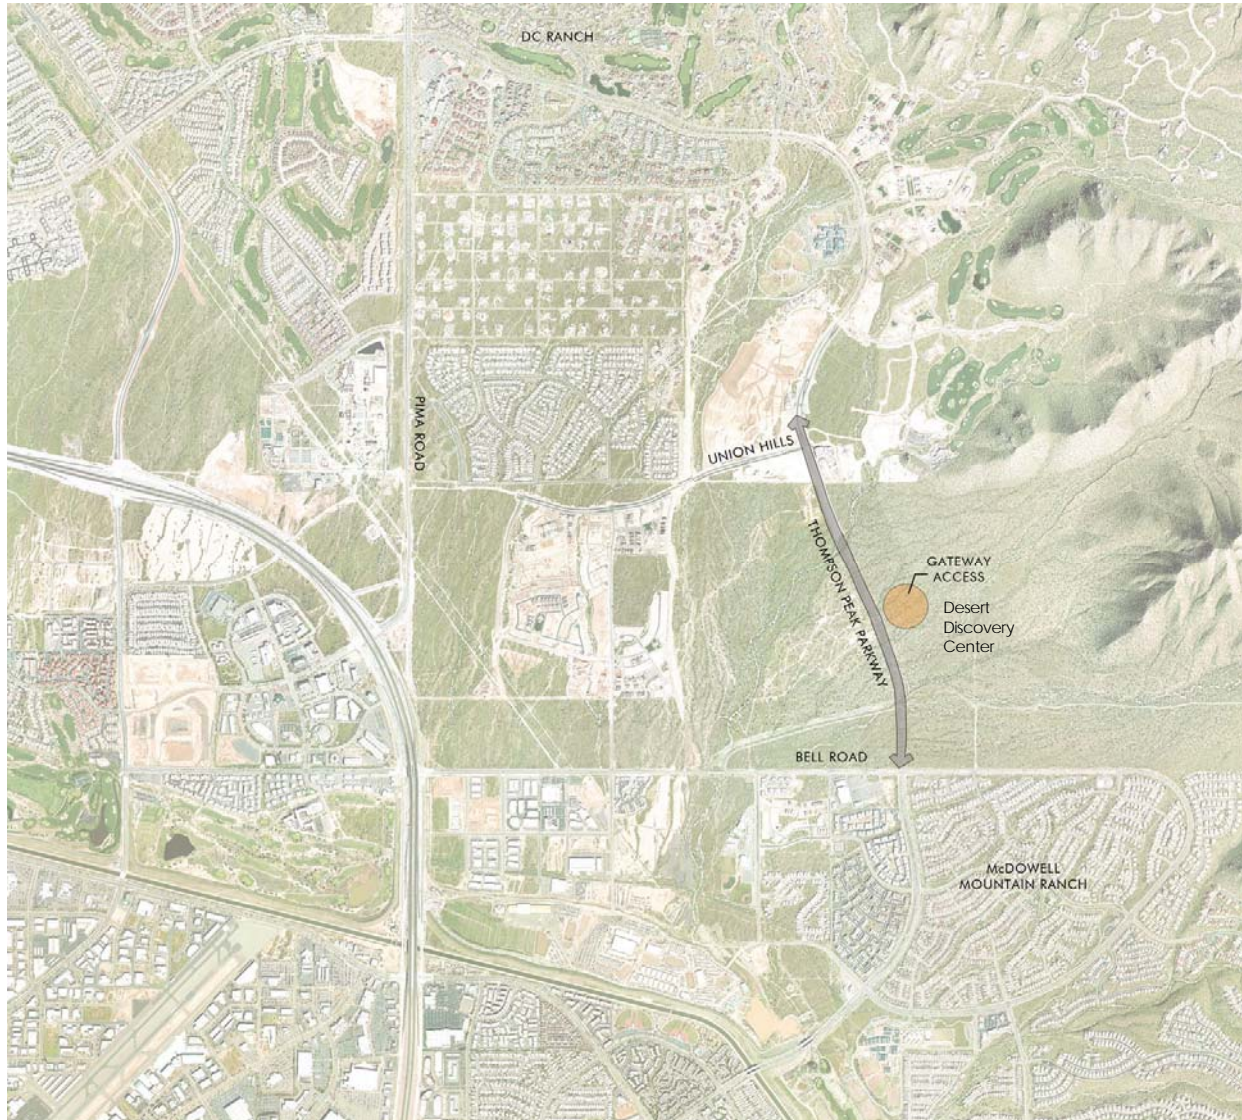 DC RANCH
PIMA ROAD
UNION HILLS
THOMPSON PEAK PARKWAY
GATEWAY
ACCESS
Desert
Discovery
Center
BELL ROAD
McDOWELL
MOUNTAIN RANCH